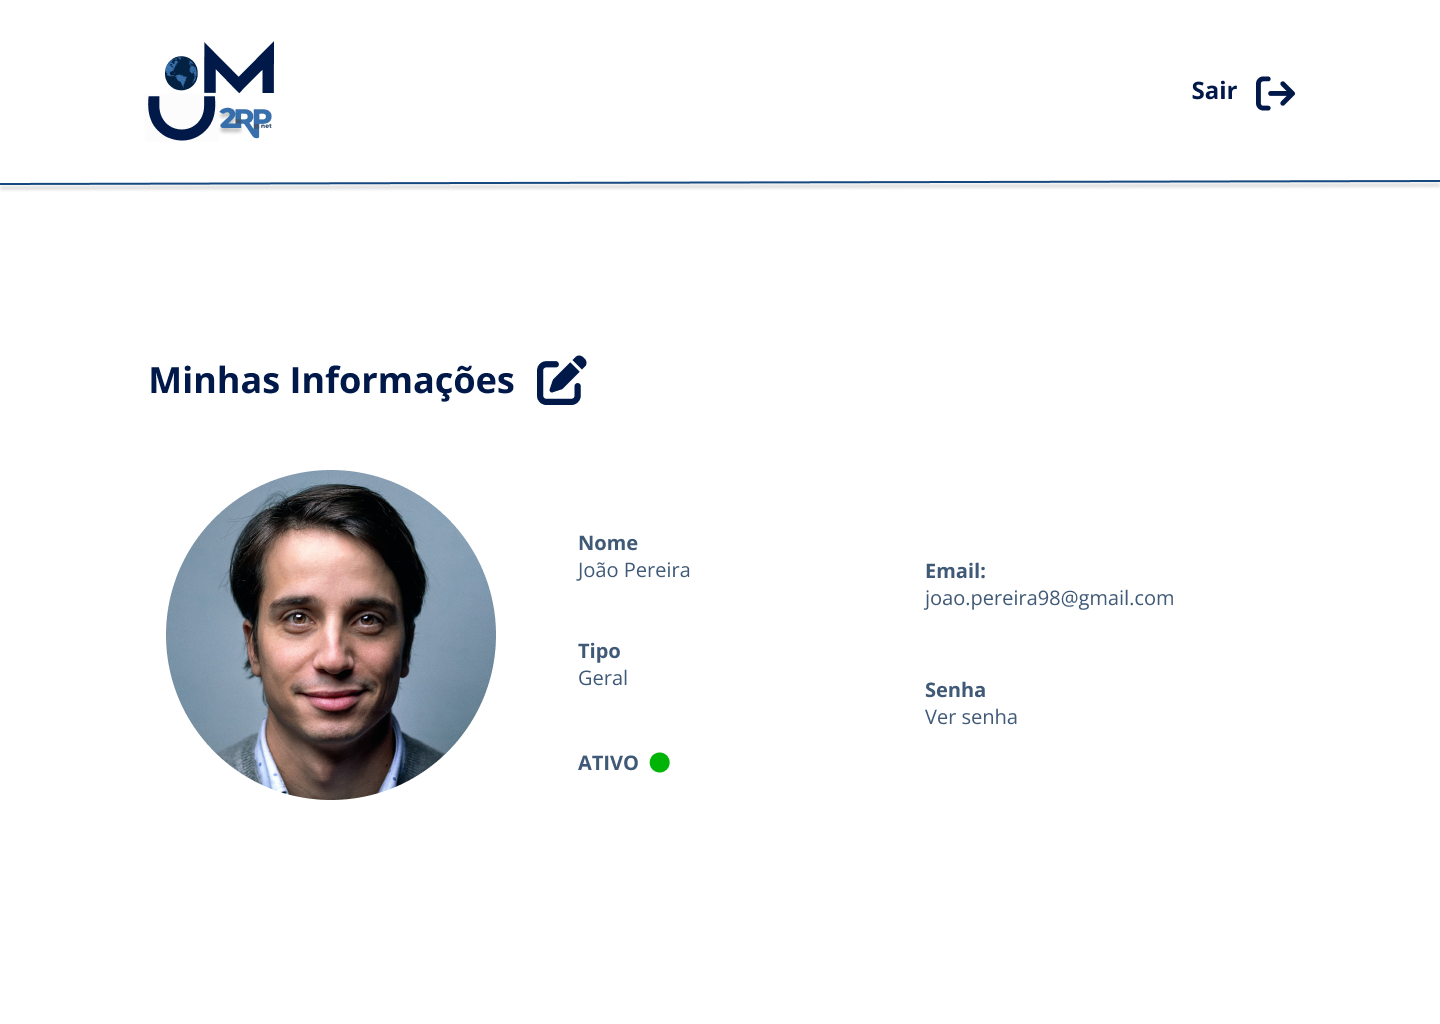 UM
2RP
net
Sair
Minhas Informações
Nome
João Pereira
Email:
joao.pereira98@gmail.com
Tipo
Geral
Senha
Ver senha
ATIVO